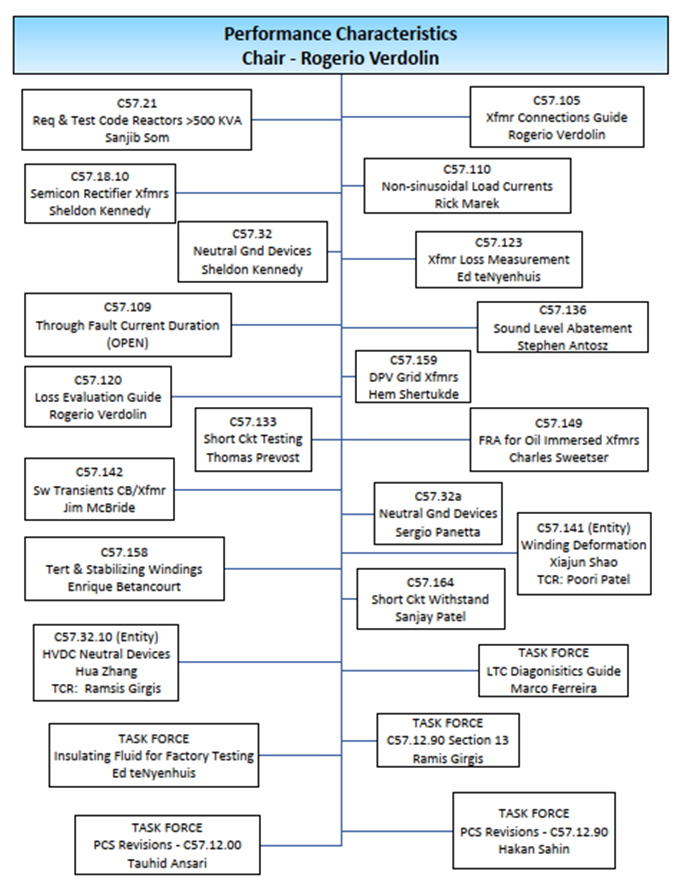 Performance Characteristics
Chair - Rogerio Verdolin
C57.21
Req & Test Code Reactors >500 KVA
Sanjib Som
C57.105
Xfmr Connections Guide
Rogerio Verdolin
C57.18.10
Semicon Rectifier Xfmrs
Sheldon Kennedy
C57.110
Non-sinusoidal Load Currents
Rick Marek
C57.32
Neutral Gnd Devices
Sheldon Kennedy
C57.123
Xfmr Loss Measurement
Ed teNyenhuis
C57.109
Through Fault Current Duration
(OPEN)
C57.136
Sound Level Abatement
Stephen Antosz
C57.159
DPV Grid Xfmrs
Hem Shertukde
C57.120
Loss Evaluation Guide
Rogerio Verdolin
C57.133
Short Ckt Testing
Thomas Prevost
C57.149
FRA for Oil Immersed Xfmrs
Charles Sweetser
C57.142
Sw Transients CB/Xfmr
Jim McBride
C57.32a
Neutral Gnd Devices
Sergio Panetta
C57.141 (Entity)
Winding Deformation
Xiajun Shao
TCR: Poori Patel
C57.158
Tert & Stabilizing Windings
Enrique Betancourt
C57.164
Short Ckt Withstand
Sanjay Patel
C57.32.10 (Entity)
HVDC Neutral Devices
Hua Zhang
TCR: Ramsis Girgis
TASK FORCE
LTC Diagonisitics Guide
Marco Ferreira
TASK FORCE
C57.12.90 Section 13
Ramis Girgis
TASK FORCE
Insulating Fluid for Factory Testing
Ed teNyenhuis
TASK FORCE
PCS Revisions - C57.12.90
Hakan Sahin
TASK FORCE
PCS Revisions - C57.12.00
Tauhid Ansari